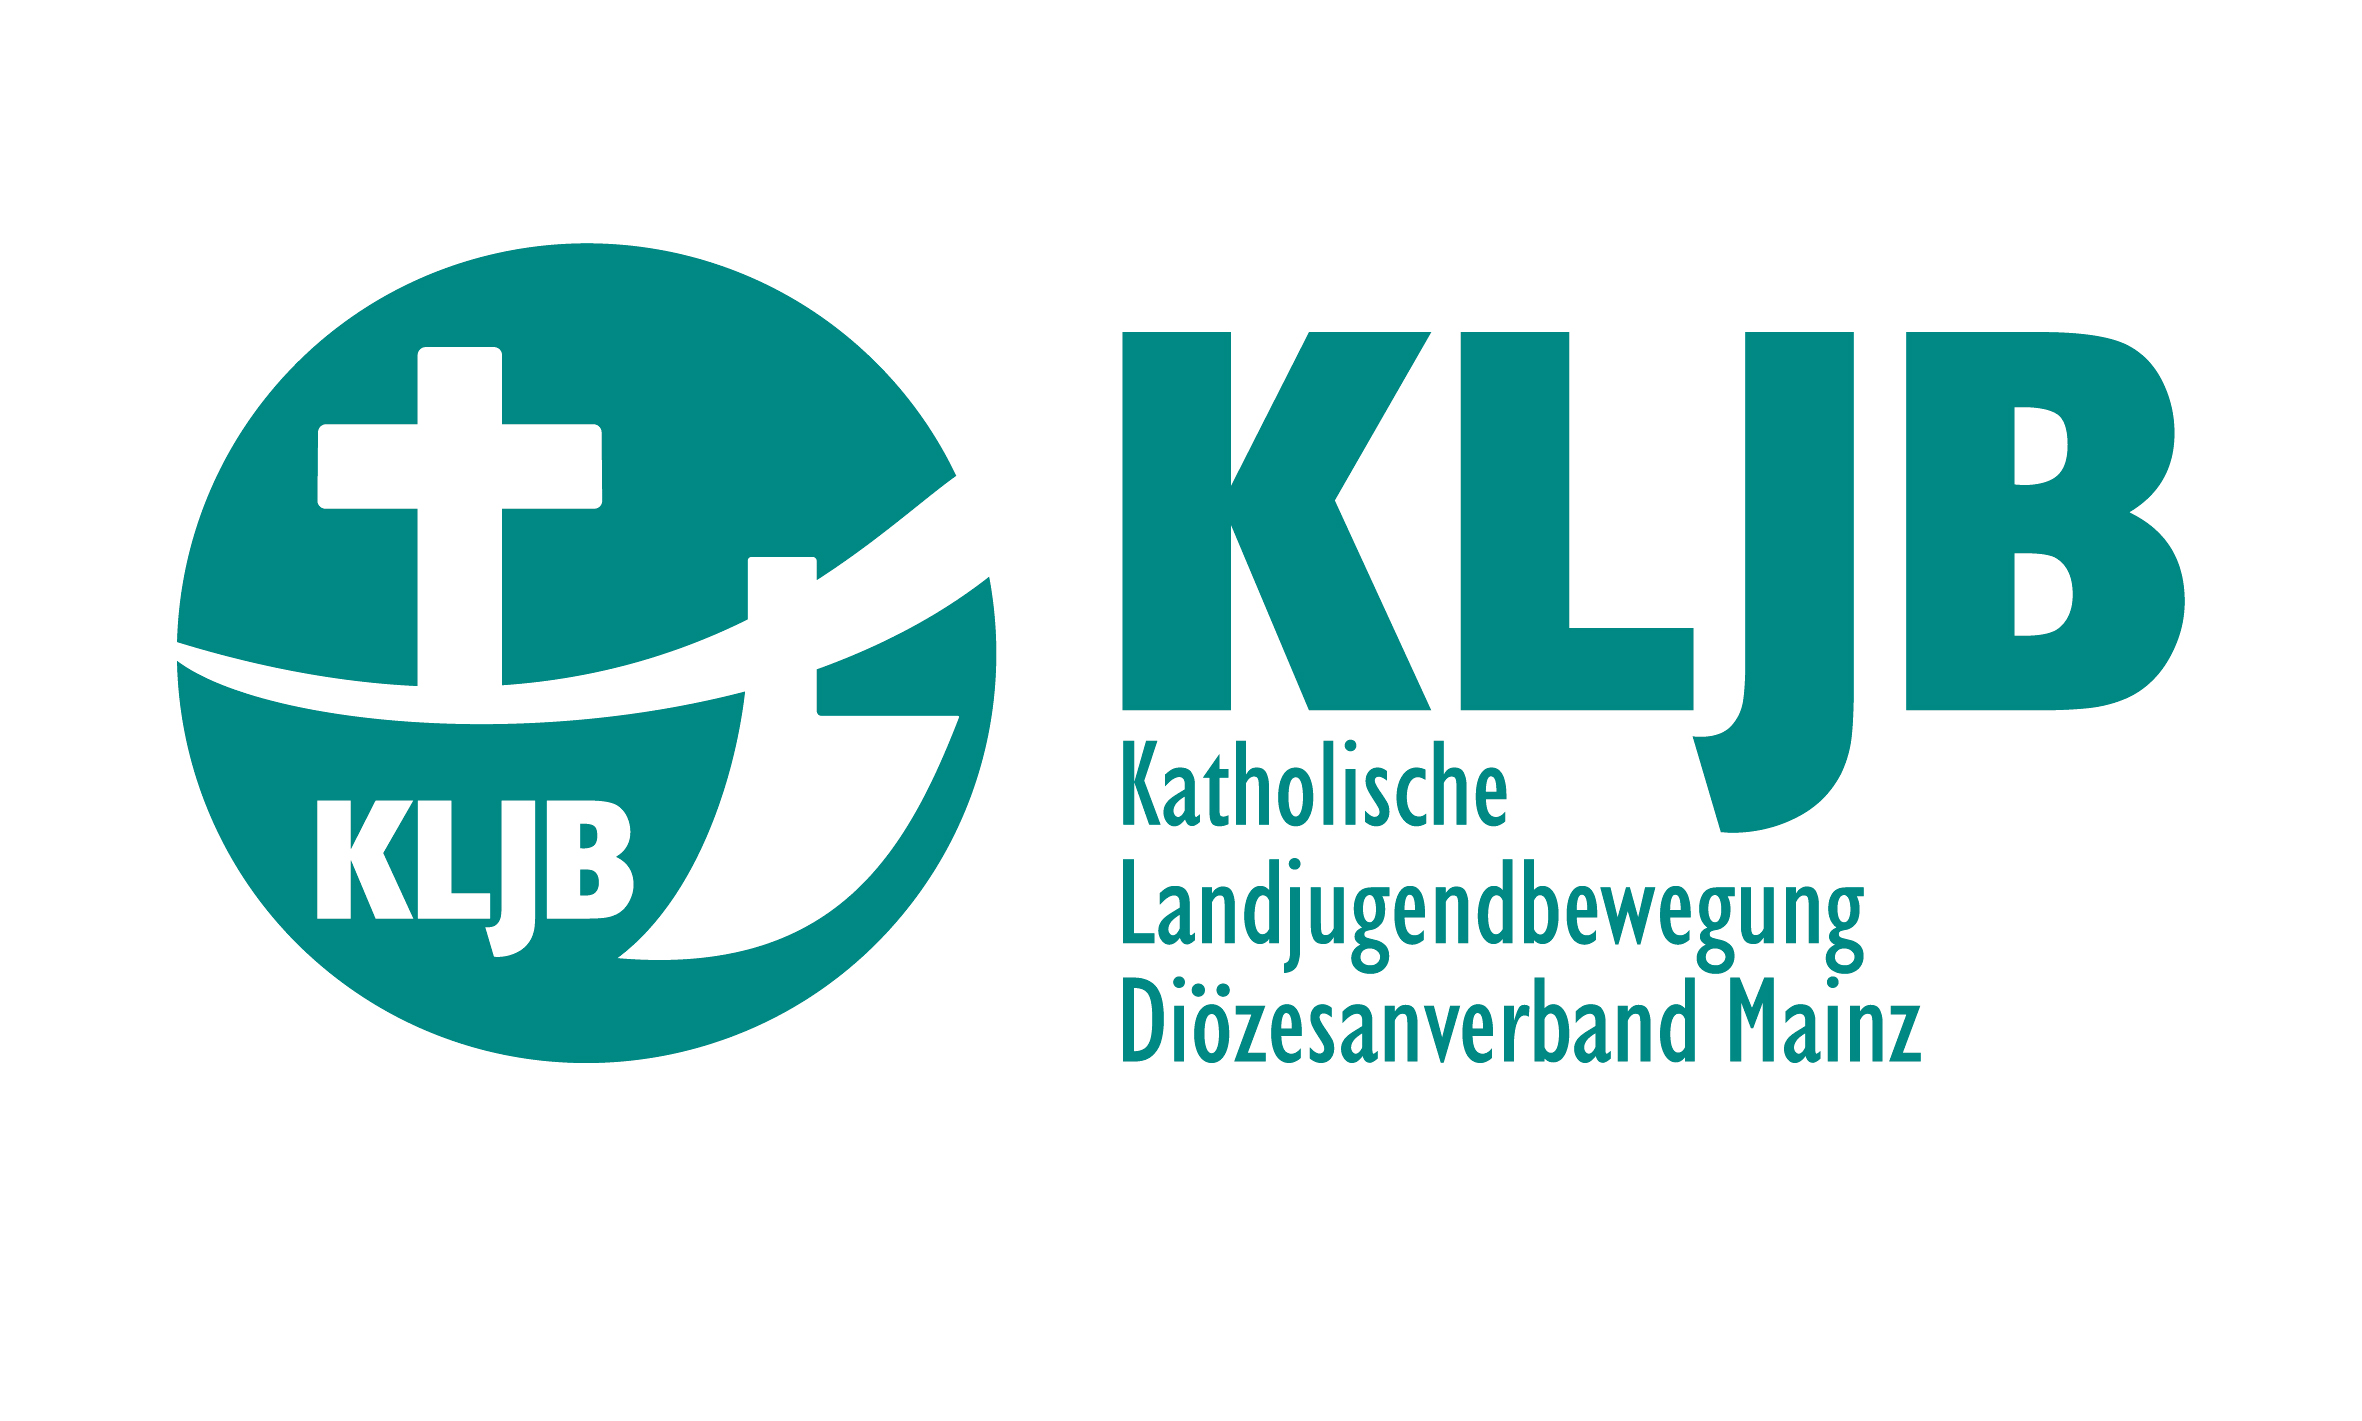 KLJB
KLJB
Katholische
Landjugendbewegung
Diözesanverband Mainz